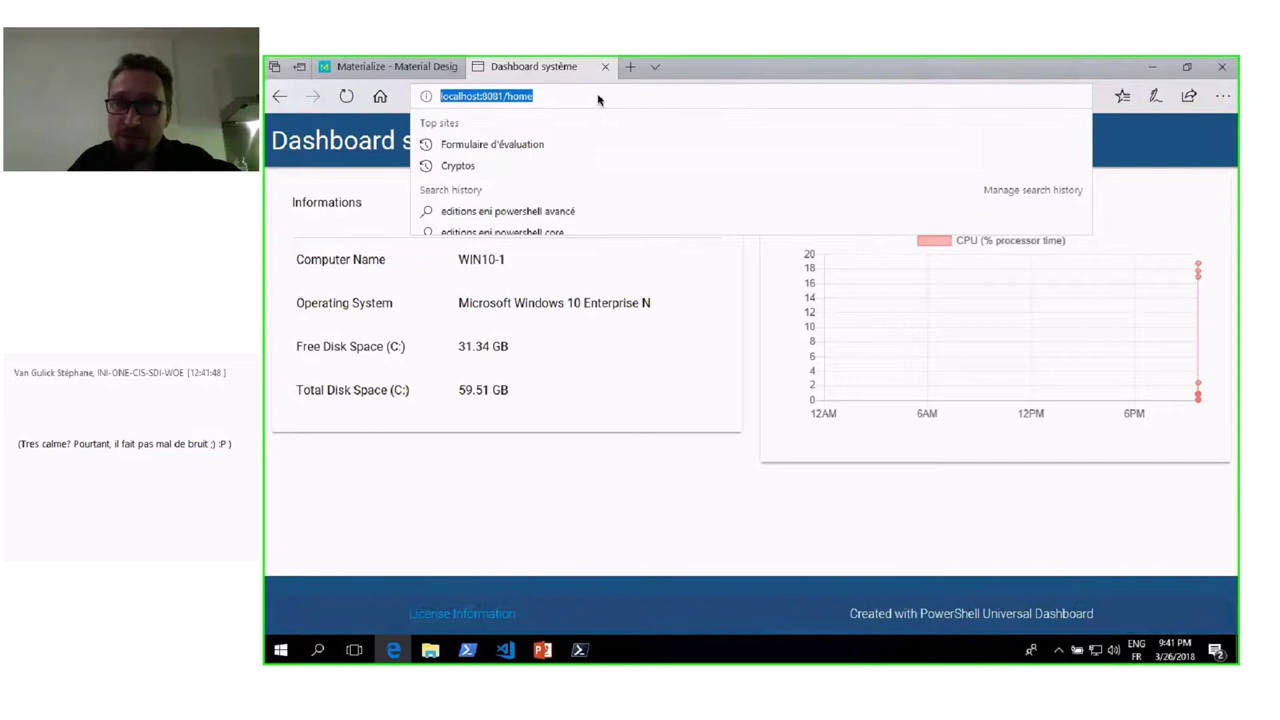 Materialize - Material Desig
Dashboard système
localhost:8081/home
Dashboard s
Top sites
Formulaire d'évaluation
Cryptos
Search history
Manage search history
editions eni powershell avancé
editions eni powershell core
Informations
Computer Name WIN10-1
Operating System Microsoft Windows 10 Enterprise N
Free Disk Space (C:) 31.34 GB
Total Disk Space (C:) 59.51 GB
CPU (% processor time)
20
18
16
14
12
10
8
6
4
2
0
12AM 6AM 12PM 6PM
Van Gulick Stéphane, INI-ONE-CIS-SDI-WOE [12:41:48 ]
(Tres calme? Pourtant, il fait pas mal de bruit ;) :P )
License Information
Created with PowerShell Universal Dashboard
ENG
FR
9:41 PM
3/26/2018
2